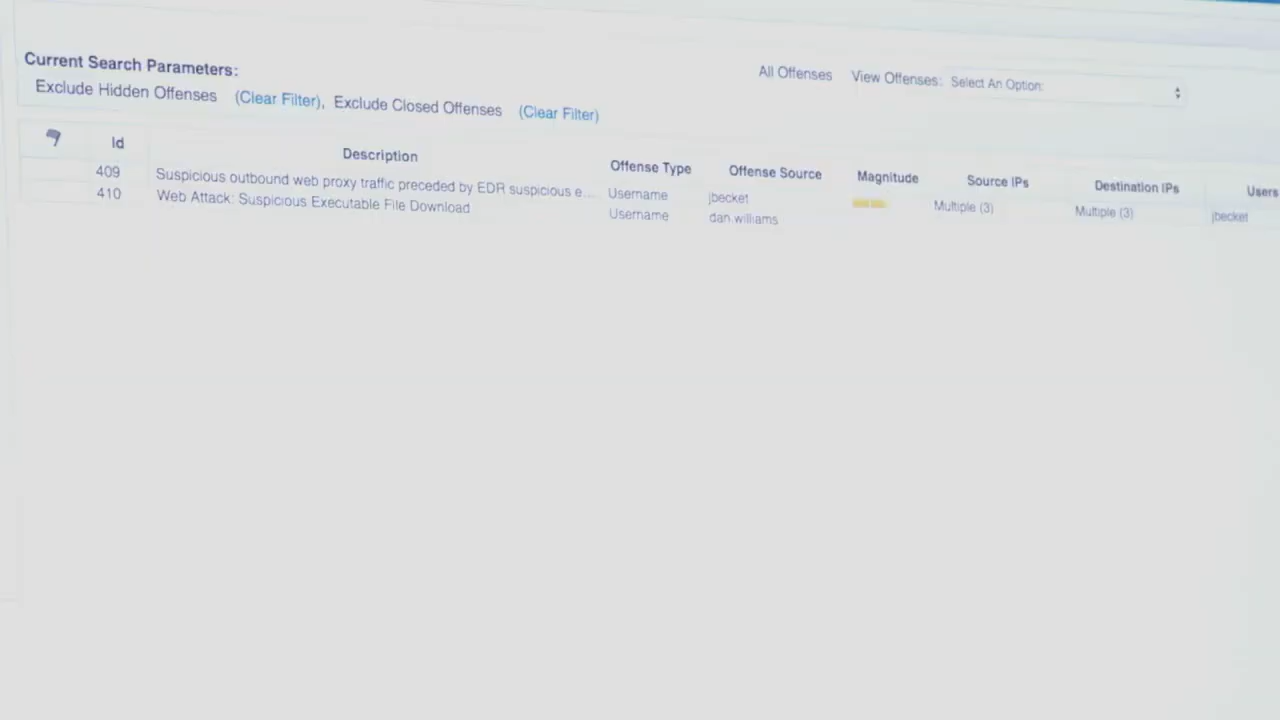 Current Search Parameters:
Exclude Hidden Offenses (Clear Filter), Exclude Closed Offenses (Clear Filter)
All Offenses View Offenses: Select An Option:
Id Description Offense Type Offense Source Magnitude Source IPs Destination IPs Users
409 Suspicious outbound web proxy traffic preceded by EDR suspicious e... Username jbecket Multiple (3) Multiple (3) jbecket
410 Web Attack: Suspicious Executable File Download Username dan.williams